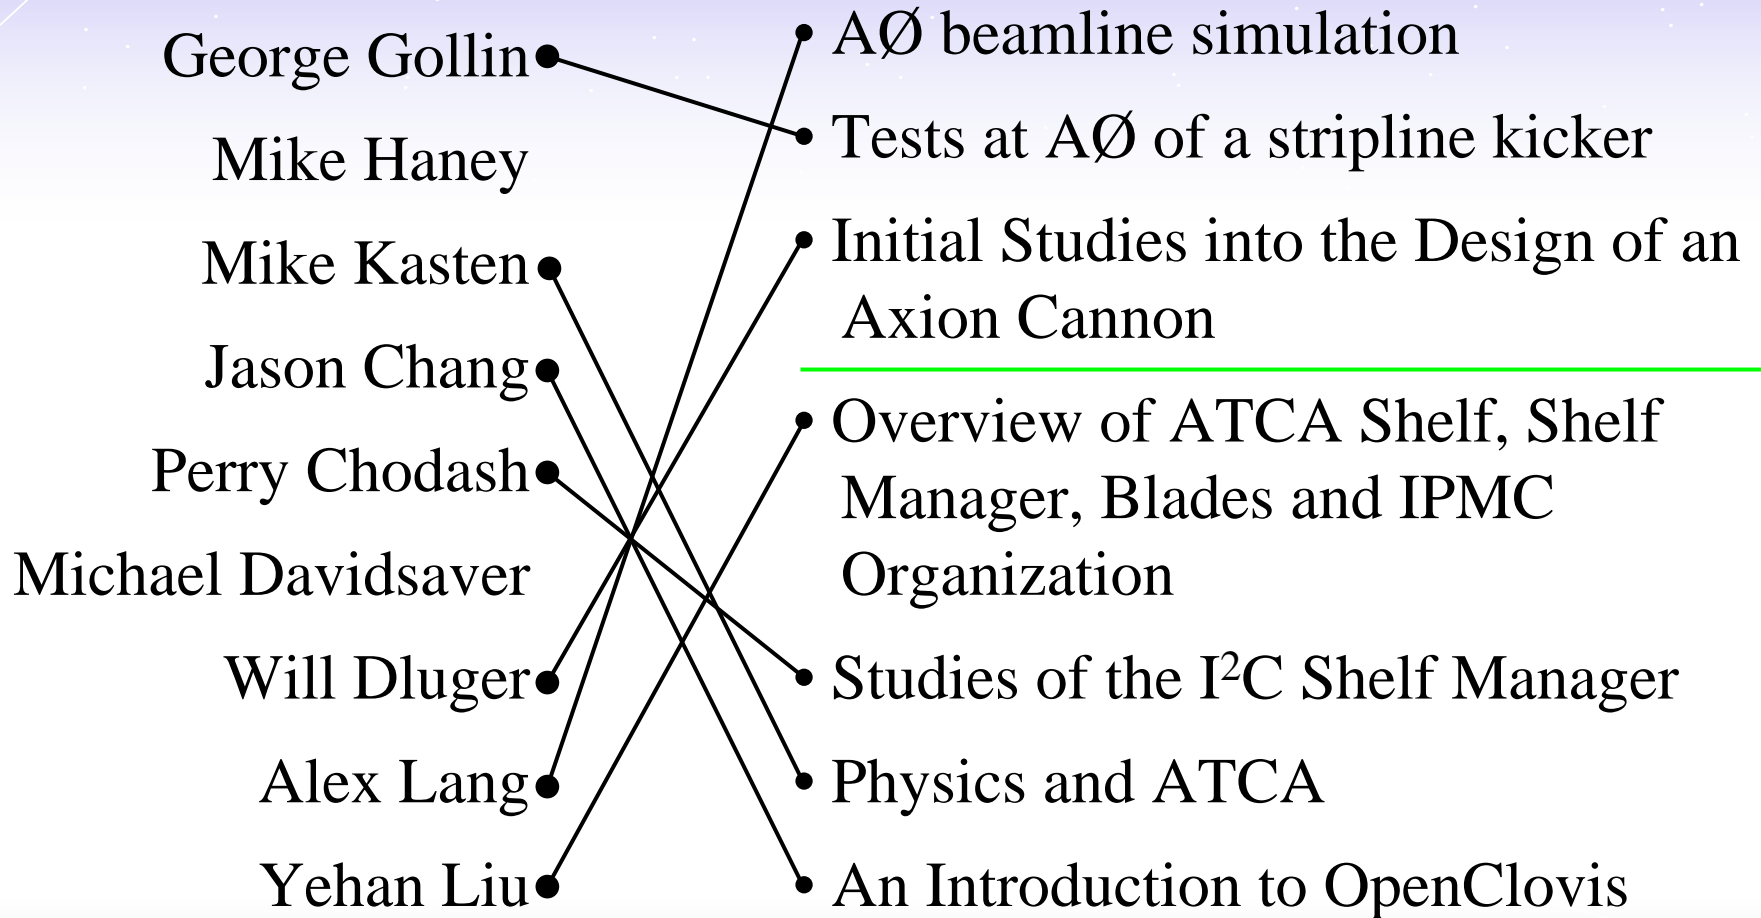 George Gollin
Mike Haney
Mike Kasten
Jason Chang
Perry Chodash
Michael Davidsaver
Will Dluger
Alex Lang
Yehan Liu
• AØ beamline simulation
• Tests at AØ of a stripline kicker
• Initial Studies into the Design of an
Axion Cannon
• Overview of ATCA Shelf, Shelf
Manager, Blades and IPMC
Organization
• Studies of the I²C Shelf Manager
• Physics and ATCA
• An Introduction to OpenClovis